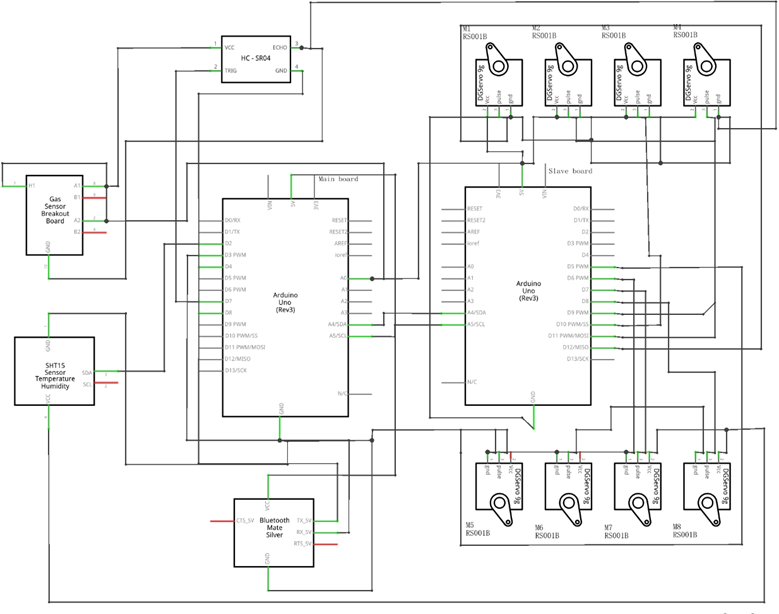 M1
RS001B
M2
RS001B
M3
RS001B
M4
RS001B
1
VCC
ECHO
3
2
TRIG
GND
4
HC - SR04
DGServo 9g
Vcc
pulse
gnd
DGServo 9g
Vcc
pulse
gnd
DGServo 9g
Vcc
pulse
gnd
DGServo 9g
Vcc
pulse
gnd
H1
A1
B1
A2
B2
GND
Gas
Sensor
Breakout
Board
Main board
VIN
5V
3V3
D0/RX
D1/TX
D2
D3 PWM
D4
D5 PWM
D6 PWM
D7
D8
D9 PWM
D10 PWM/SS
D11 PWM/MOSI
D12/MISO
D13/SCK
RESET
RESET2
AREF
ioref
A0
A1
A2
A3
A4/SDA
A5/SCL
N/C
GND
Arduino
Uno
(Rev3)
Slave board
3V3
5V
VIN
RESET
RESET2
AREF
ioref
A0
A1
A2
A3
A4/SDA
A5/SCL
N/C
D0/RX
D1/TX
D2
D3 PWM
D4
D5 PWM
D6 PWM
D7
D8
D9 PWM
D10 PWM/SS
D11 PWM/MOSI
D12/MISO
D13/SCK
GND
Arduino
Uno
(Rev3)
GND
SHT15
Sensor
Temperature
Humidity
SDA
SCL
VCC
VCC
CTS_5V
TX_5V
RX_5V
RTS_5V
GND
Bluetooth
Mate
Silver
gnd
pulse
Vcc
DGServo 9g
M5
RS001B
gnd
pulse
Vcc
DGServo 9g
M6
RS001B
gnd
pulse
Vcc
DGServo 9g
M7
RS001B
gnd
pulse
Vcc
DGServo 9g
M8
RS001B